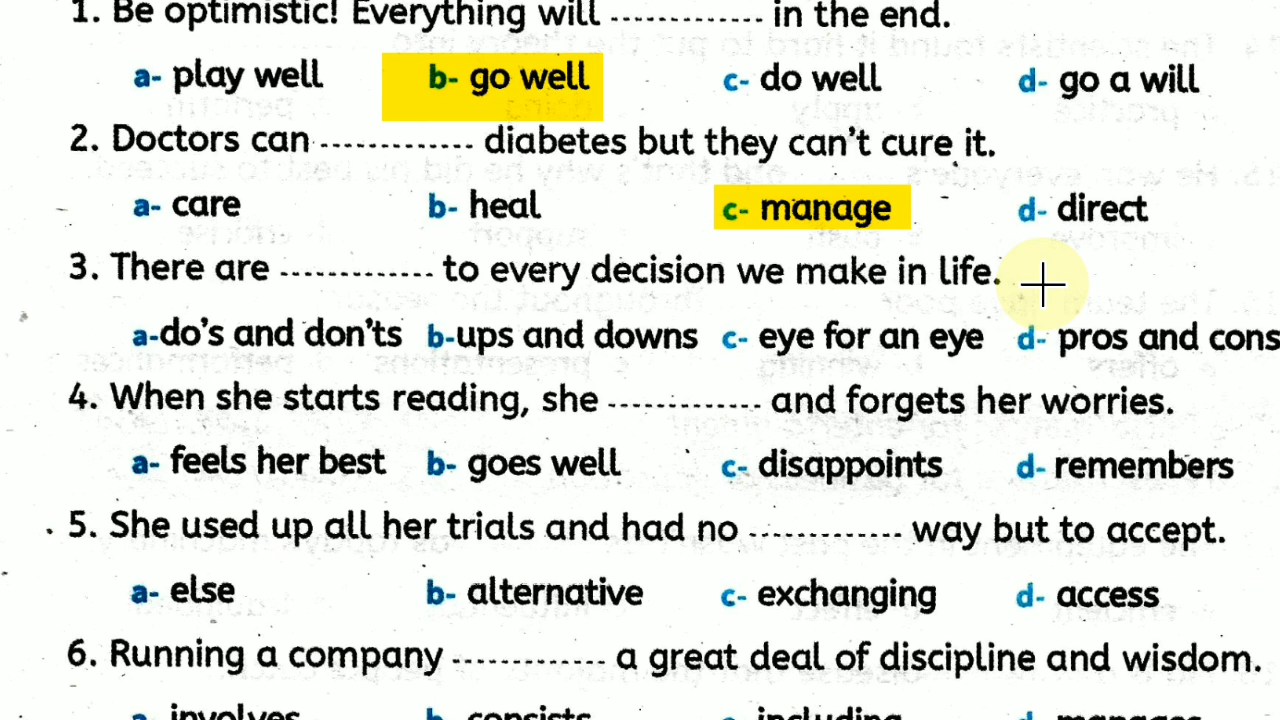 1. Be optimistic! Everything will ------------- in the end.
a- play well b- go well c- do well d- go a will
2. Doctors can ------------- diabetes but they can't cure it.
a- care b- heal c- manage d- direct
3. There are ------------- to every decision we make in life.
a-do's and don'ts b-ups and downs c- eye for an eye d- pros and cons
4. When she starts reading, she ------------- and forgets her worries.
a- feels her best b- goes well c- disappoints d- remembers
5. She used up all her trials and had no ------------- way but to accept.
a- else b- alternative c- exchanging d- access
6. Running a company ------------- a great deal of discipline and wisdom.
a- involves b- consists c- including d- manages